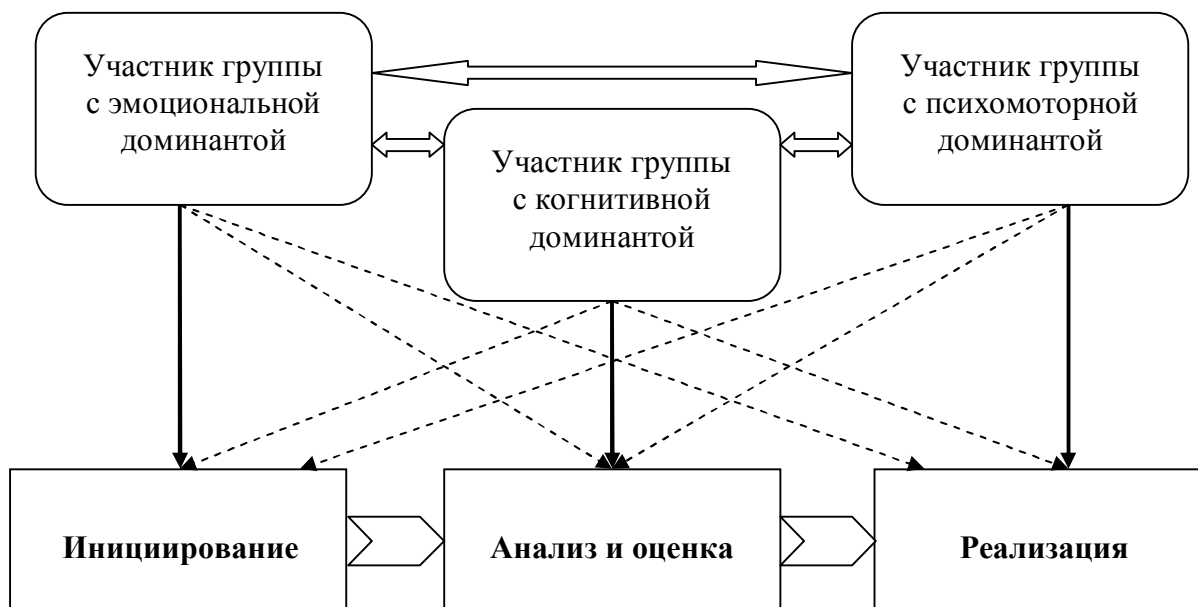 Участник группы
с эмоциональной
доминантой
Участник группы
с когнитивной
доминантой
Участник группы
с психомоторной
доминантой
Инициирование
Анализ и оценка
Реализация